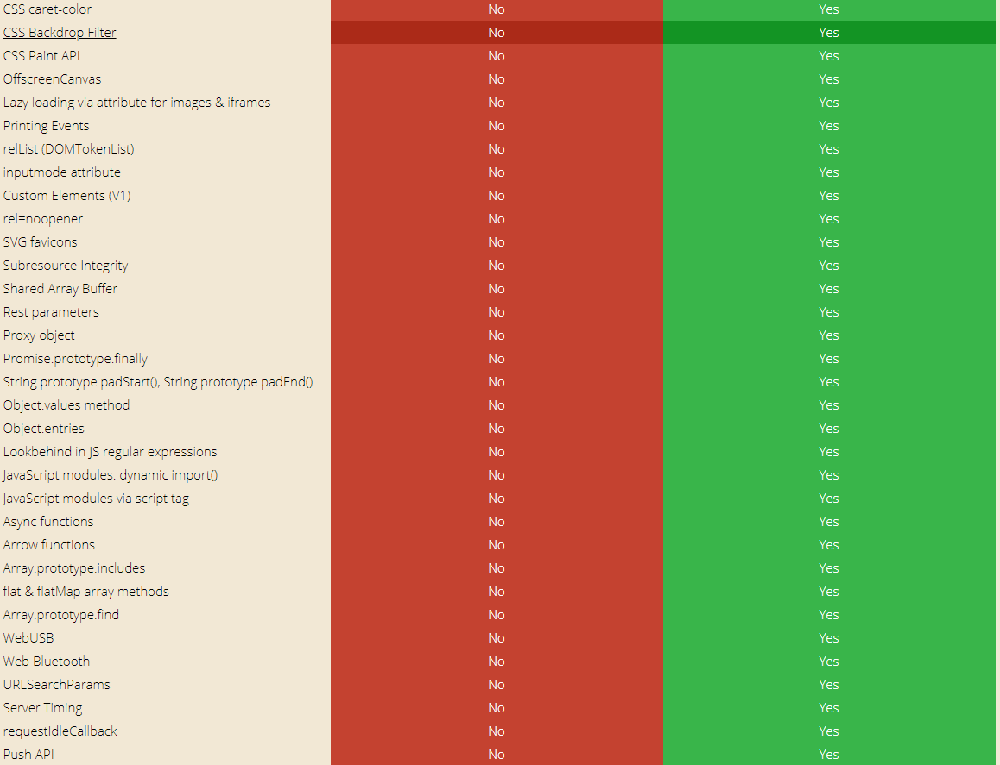 CSS caret-color No Yes
CSS Backdrop Filter No Yes
CSS Paint API No Yes
OffscreenCanvas No Yes
Lazy loading via attribute for images & iframes No Yes
Printing Events No Yes
relList (DOMTokenList) No Yes
inputmode attribute No Yes
Custom Elements (V1) No Yes
rel=noopener No Yes
SVG favicons No Yes
Subresource Integrity No Yes
Shared Array Buffer No Yes
Rest parameters No Yes
Proxy object No Yes
Promise.prototype.finally No Yes
String.prototype.padStart(), String.prototype.padEnd() No Yes
Object.values method No Yes
Object.entries No Yes
Lookbehind in JS regular expressions No Yes
JavaScript modules: dynamic import() No Yes
JavaScript modules via script tag No Yes
Async functions No Yes
Arrow functions No Yes
Array.prototype.includes No Yes
flat & flatMap array methods No Yes
Array.prototype.find No Yes
WebUSB No Yes
Web Bluetooth No Yes
URLSearchParams No Yes
Server Timing No Yes
requestIdleCallback No Yes
Push API No Yes